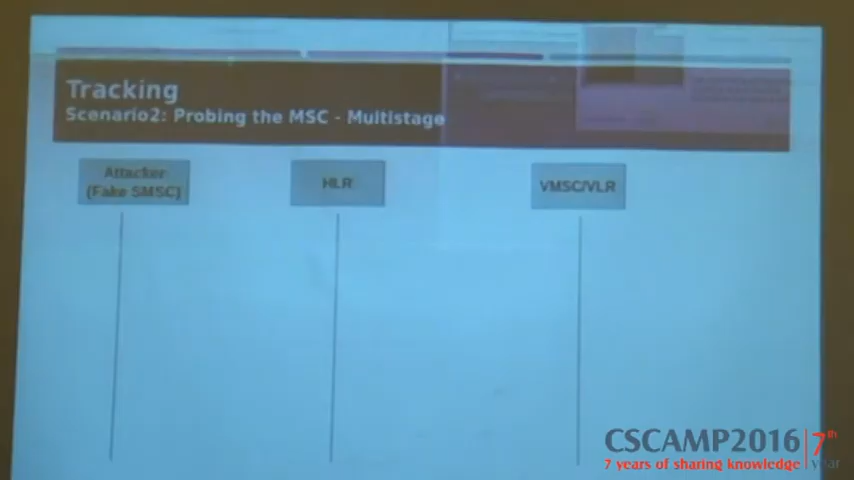 Tracking
Scenario2: Probing the MSC - Multistage
Attacker
(Fake SMSC)
HLR
VMSC/VLR
CSCAMP2016 7th
7 years of sharing knowledge year